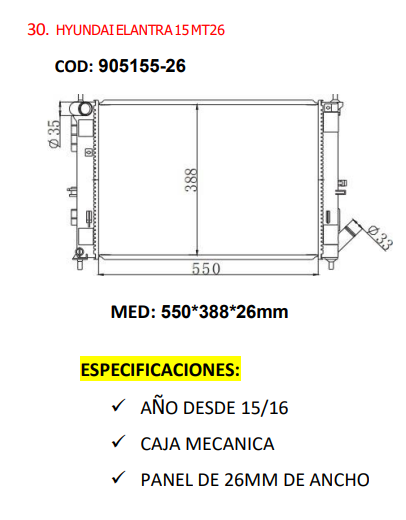 30. HYUNDAI ELANTRA 15 MT26
COD: 905155-26
Ø35
388
Ø33
550
MED: 550*388*26mm
ESPECIFICACIONES:
✓ AÑO DESDE 15/16
✓ CAJA MECANICA
✓ PANEL DE 26MM DE ANCHO